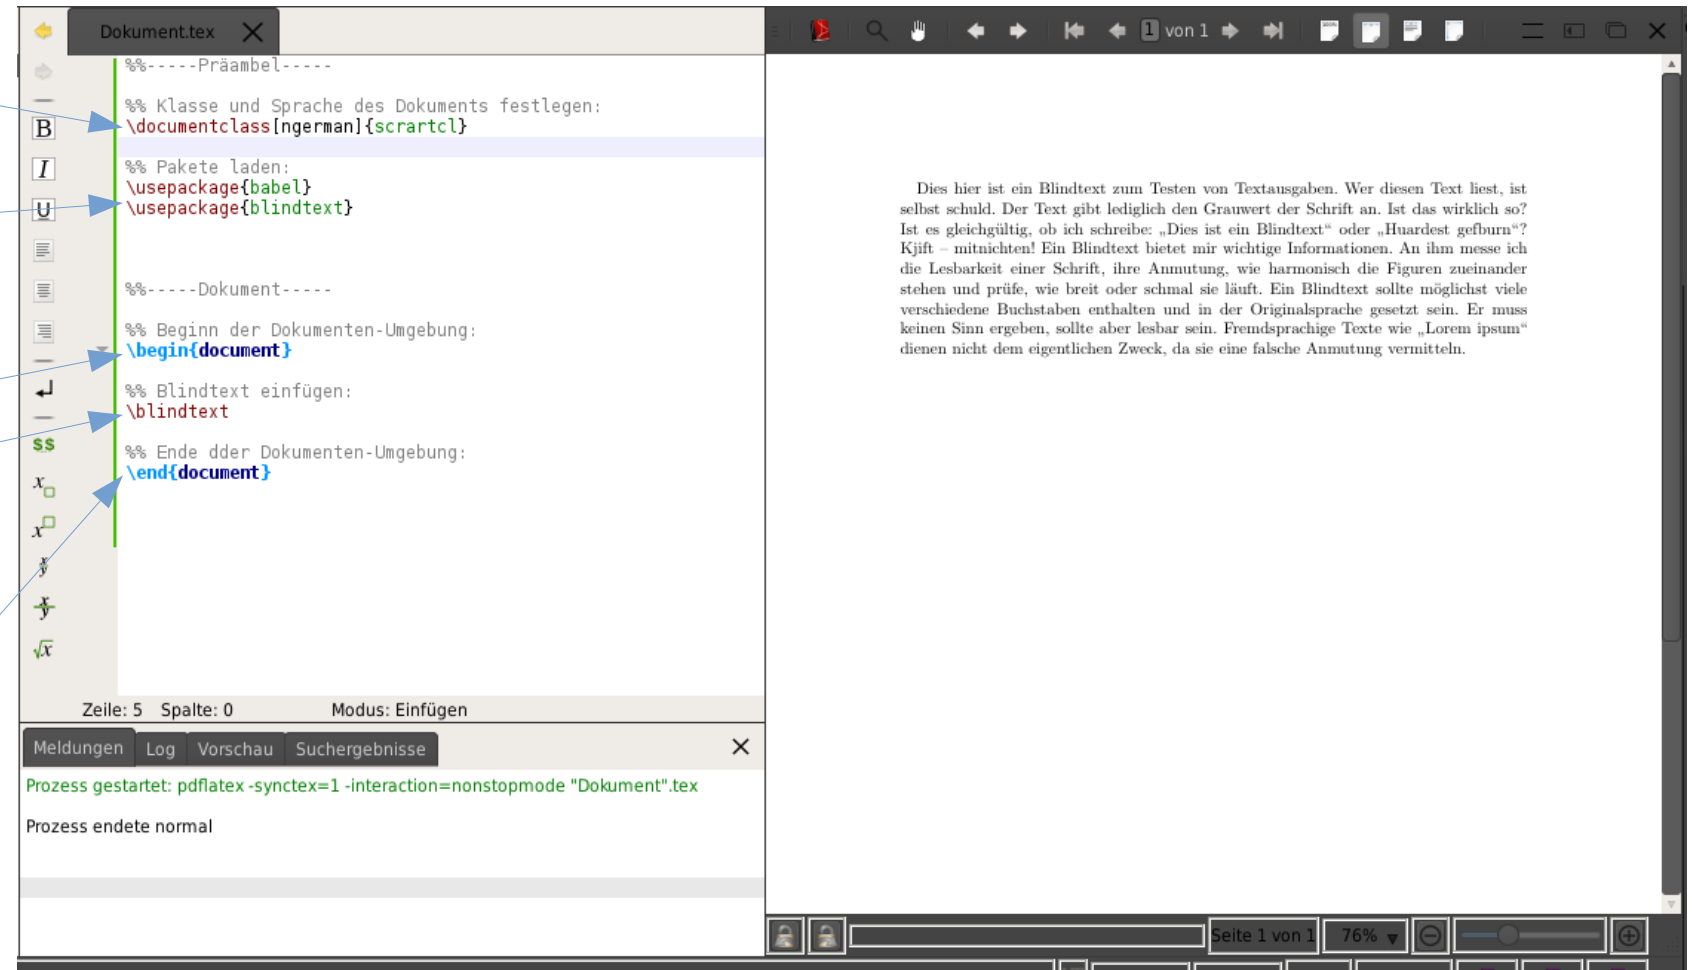 Dokument.tex
1 von 1
%%-----Präambel-----
%% Klasse und Sprache des Dokuments festlegen:
\documentclass[ngerman]{scrartcl}
%% Pakete laden:
\usepackage{babel}
\usepackage{blindtext}
%%-----Dokument-----
%% Beginn der Dokumenten-Umgebung:
\begin{document}
%% Blindtext einfügen:
\blindtext
%% Ende dder Dokumenten-Umgebung:
\end{document}
B
I
U
$$
x
x
x
y
x
y
√x
Zeile: 5 Spalte: 0 Modus: Einfügen
Meldungen Log Vorschau Suchergebnisse
Prozess gestartet: pdflatex -synctex=1 -interaction=nonstopmode "Dokument".tex
Prozess endete normal
Dies hier ist ein Blindtext zum Testen von Textausgaben. Wer diesen Text liest, ist
selbst schuld. Der Text gibt lediglich den Grauwert der Schrift an. Ist das wirklich so?
Ist es gleichgültig, ob ich schreibe: „Dies ist ein Blindtext“ oder „Huardest gefburn“?
Kjift – mitnichten! Ein Blindtext bietet mir wichtige Informationen. An ihm messe ich
die Lesbarkeit einer Schrift, ihre Anmutung, wie harmonisch die Figuren zueinander
stehen und prüfe, wie breit oder schmal sie läuft. Ein Blindtext sollte möglichst viele
verschiedene Buchstaben enthalten und in der Originalsprache gesetzt sein. Er muss
keinen Sinn ergeben, sollte aber lesbar sein. Fremdsprachige Texte wie „Lorem ipsum“
dienen nicht dem eigentlichen Zweck, da sie eine falsche Anmutung vermitteln.
Seite 1 von 1 76%